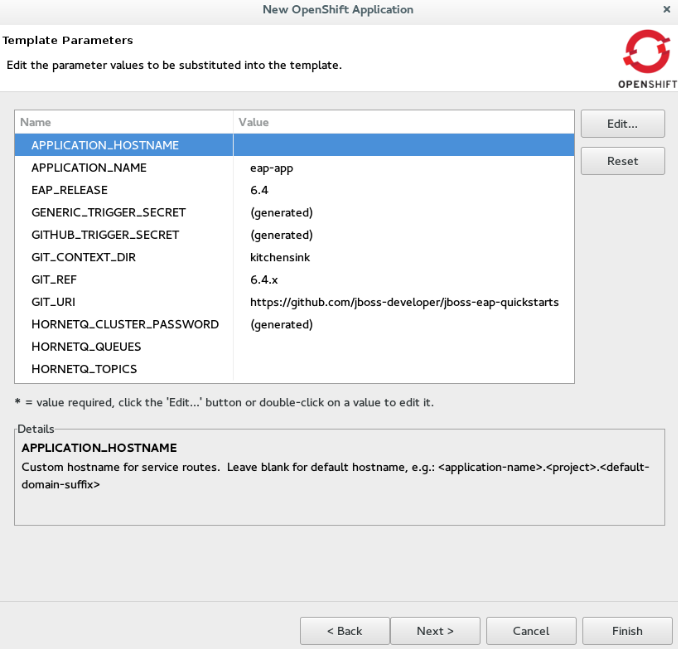 New OpenShift Application ×
Template Parameters
Edit the parameter values to be substituted into the template.
OPENSHIFT
Name Value
Edit...
APPLICATION_HOSTNAME
Reset
APPLICATION_NAME eap-app
EAP_RELEASE 6.4
GENERIC_TRIGGER_SECRET (generated)
GITHUB_TRIGGER_SECRET (generated)
GIT_CONTEXT_DIR kitchensink
GIT_REF 6.4.x
GIT_URI https://github.com/jboss-developer/jboss-eap-quickstarts
HORNETQ_CLUSTER_PASSWORD (generated)
HORNETQ_QUEUES
HORNETQ_TOPICS
* = value required, click the 'Edit...' button or double-click on a value to edit it.
Details
APPLICATION_HOSTNAME
Custom hostname for service routes.  Leave blank for default hostname, e.g.: <application-name>.<project>.<default-
domain-suffix>
< Back Next > Cancel Finish